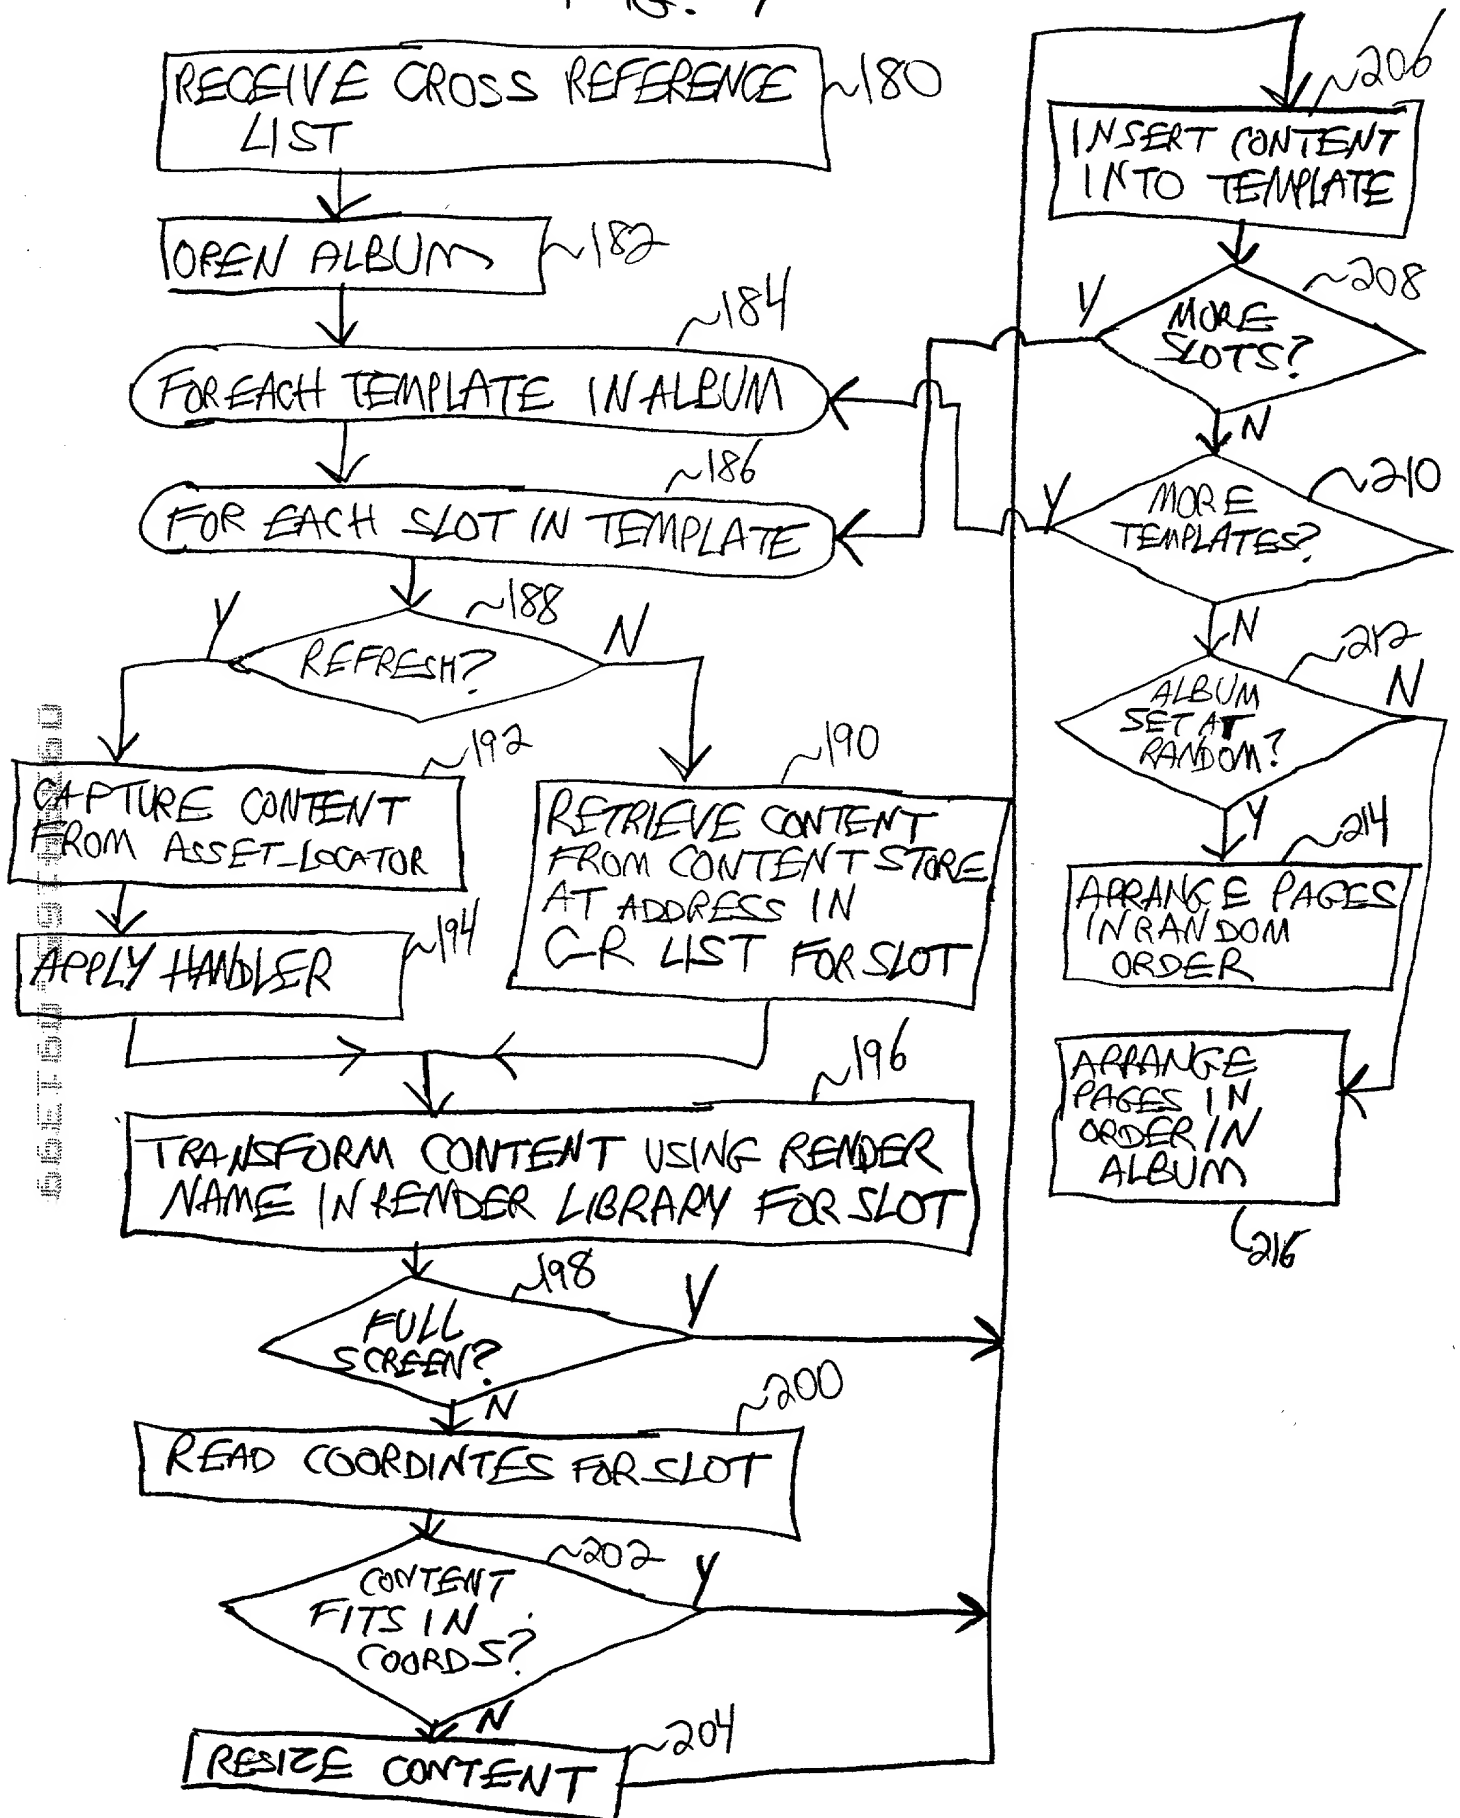 FIG. 7
RECEIVE CROSS REFERENCE
LIST
~180
OPEN ALBUM
~182
~184
FOR EACH TEMPLATE IN ALBUM
~186
FOR EACH SLOT IN TEMPLATE
~188
Y
REFRESH?
N
~192
CAPTURE CONTENT
FROM ASSET-LOCATOR
~194
APPLY HANDLER
~190
RETRIEVE CONTENT
FROM CONTENT STORE
AT ADDRESS IN
C-R LIST FOR SLOT
~196
TRANSFORM CONTENT USING RENDER
NAME IN RENDER LIBRARY FOR SLOT
~198
FULL
SCREEN?
Y
N
~200
READ COORDINTES FOR SLOT
~202
CONTENT
FITS IN
COORDS?
Y
N
~204
RESIZE CONTENT
~206
INSERT CONTENT
INTO TEMPLATE
~208
Y
MORE
SLOTS?
N
~210
Y
MORE
TEMPLATES?
N
~212
ALBUM
SET AT
RANDOM?
N
Y
~214
ARRANGE PAGES
IN RANDOM
ORDER
ARRANGE
PAGES IN
ORDER IN
ALBUM
216